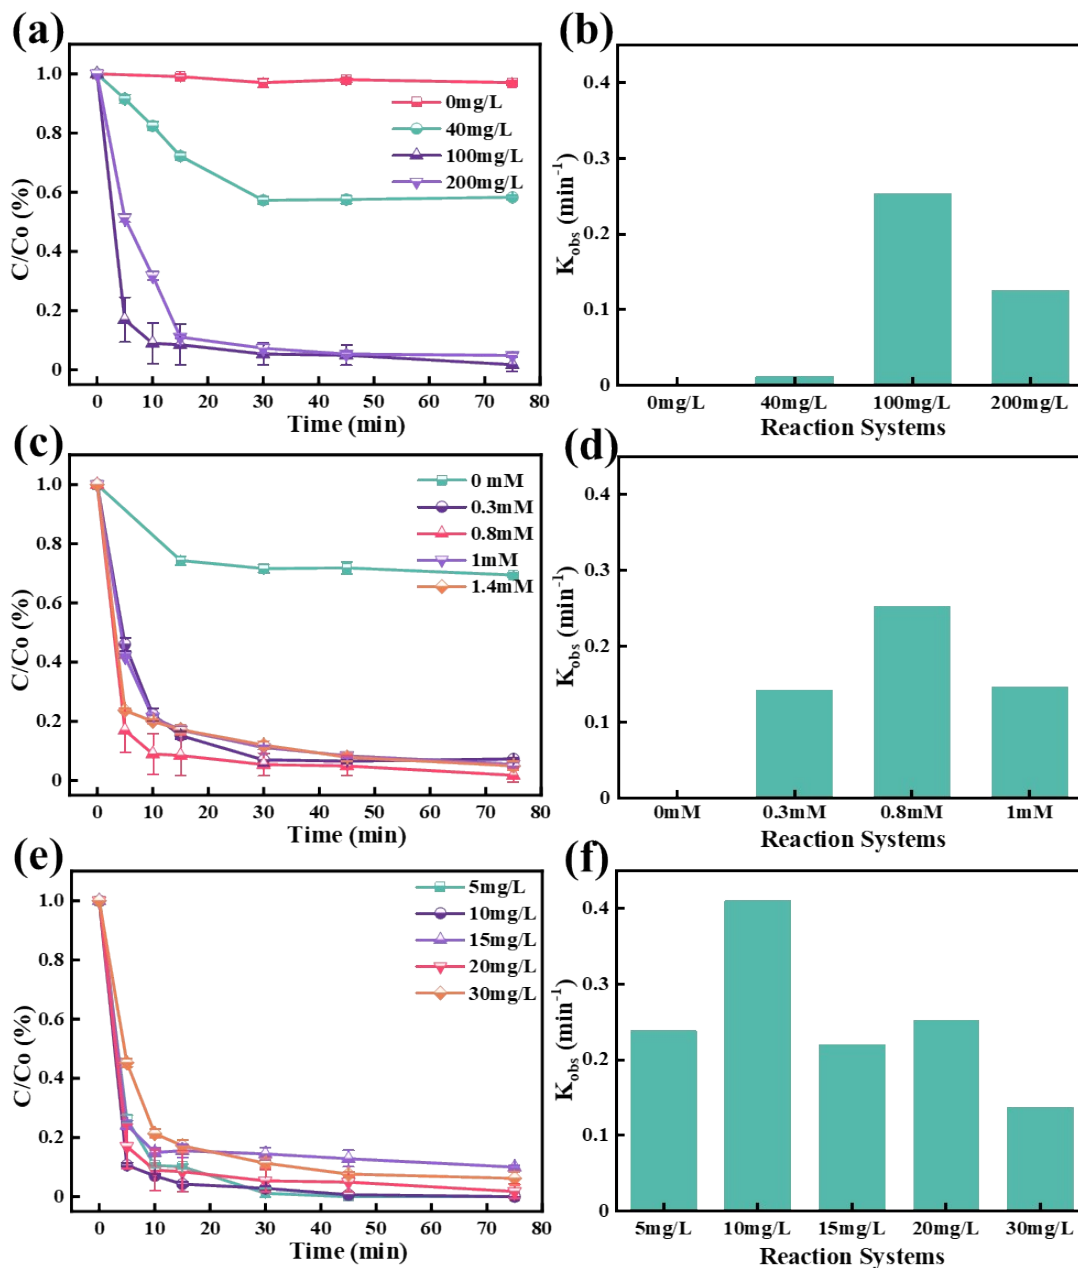 (a)
C/Co (%)
1.0
0.8
0.6
0.4
0.2
0
0mg/L
40mg/L
100mg/L
200mg/L
0 10 20 30 40 50 60 70 80
Time (min)
(b)
K_obs (min⁻¹)
0.4
0.3
0.2
0.1
0
0mg/L 40mg/L 100mg/L 200mg/L
Reaction Systems
(c)
C/Co (%)
1.0
0.8
0.6
0.4
0.2
0
0 mM
0.3mM
0.8mM
1mM
1.4mM
0 10 20 30 40 50 60 70 80
Time (min)
(d)
K_obs (min⁻¹)
0.4
0.3
0.2
0.1
0
0mM 0.3mM 0.8mM 1mM
Reaction Systems
(e)
C/Co (%)
1.0
0.8
0.6
0.4
0.2
0
5mg/L
10mg/L
15mg/L
20mg/L
30mg/L
0 10 20 30 40 50 60 70 80
Time (min)
(f)
K_obs (min⁻¹)
0.4
0.3
0.2
0.1
0
5mg/L 10mg/L 15mg/L 20mg/L 30mg/L
Reaction Systems